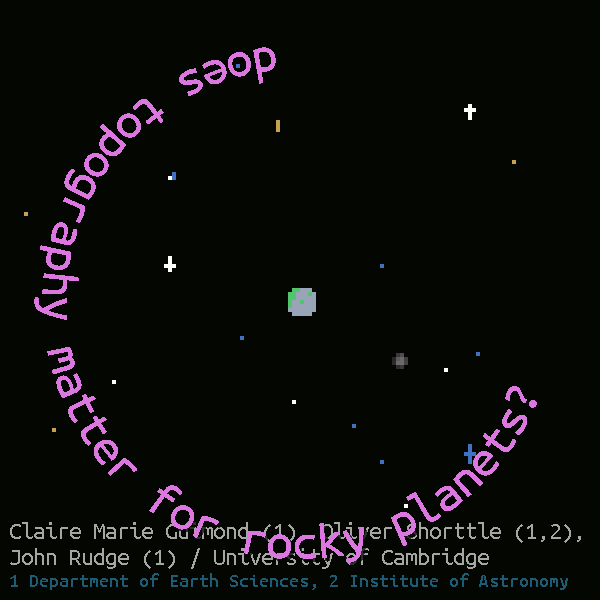 does topography matter for rocky planets?
Claire Marie Guimond (1), Oliver Shorttle (1,2),
John Rudge (1) / University of Cambridge
1 Department of Earth Sciences, 2 Institute of Astronomy